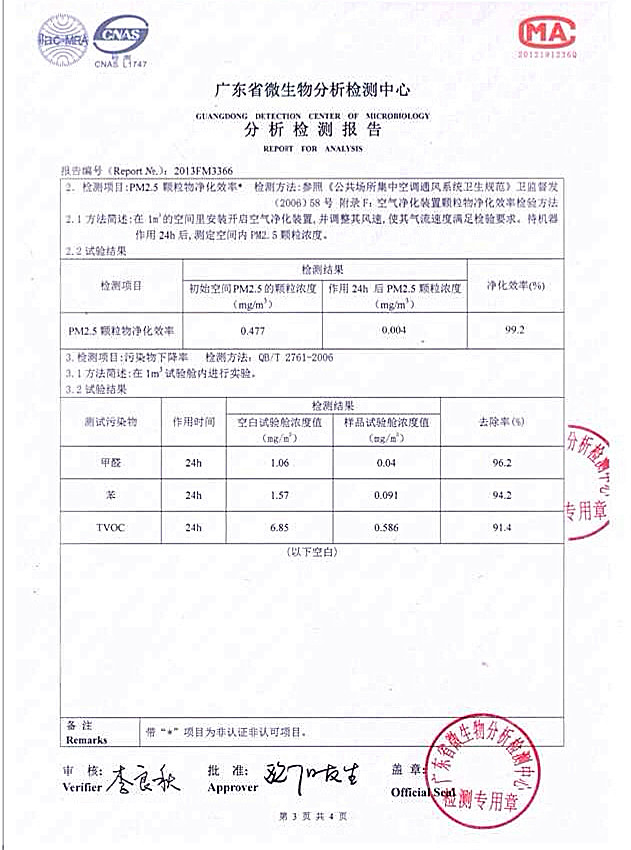 ilac-MRA
CNAS
检 测
CNAS L1747
MA
广东省微生物分析检测中心
GUANGDONG DETECTION CENTER OF MICROBIOLOGY
分析检测报告
REPORT FOR ANALYSIS
报告编号（Report №.）：2013FM3366
2. 检测项目：PM2.5 颗粒物净化效率* 检测方法：参照《公共场所集中空调通风系统卫生规范》卫监督发
（2006）58号 附录F：空气净化装置颗粒物净化效率检验方法
2.1 方法简述：在 1m³的空间里安装开启空气净化装置，并调整其风速，使其气流速度满足检验要求。待机器
作用 24h 后，测定空间内 PM2.5 颗粒浓度。
2.2 试验结果
检测项目 检测结果 净化效率(%)
初始空间 PM2.5 的颗粒浓度（mg/m³） 作用 24h 后 PM2.5 颗粒浓度（mg/m³）
PM2.5 颗粒物净化效率 0.477 0.004 99.2
3. 检测项目：污染物下降率 检测方法：QB/T 2761-2006
3.1 方法简述：在 1m³ 试验舱内进行实验。
3.2 试验结果
测试污染物 作用时间 检测结果 去除率(%)
空白试验舱浓度值（mg/m³） 样品试验舱浓度值（mg/m³）
甲醛 24h 1.06 0.04 96.2
苯 24h 1.57 0.091 94.2
TVOC 24h 6.85 0.586 91.4
（以下空白）
分析检测中心
专用章
备 注
Remarks
带 “*” 项目为非认证非认可项目。
审 核： 李良秋 批 准： 盖 章：
Verifier Approver Official Seal
广东省微生物分析检测中心
检测专用章
第 3 页 共 4 页